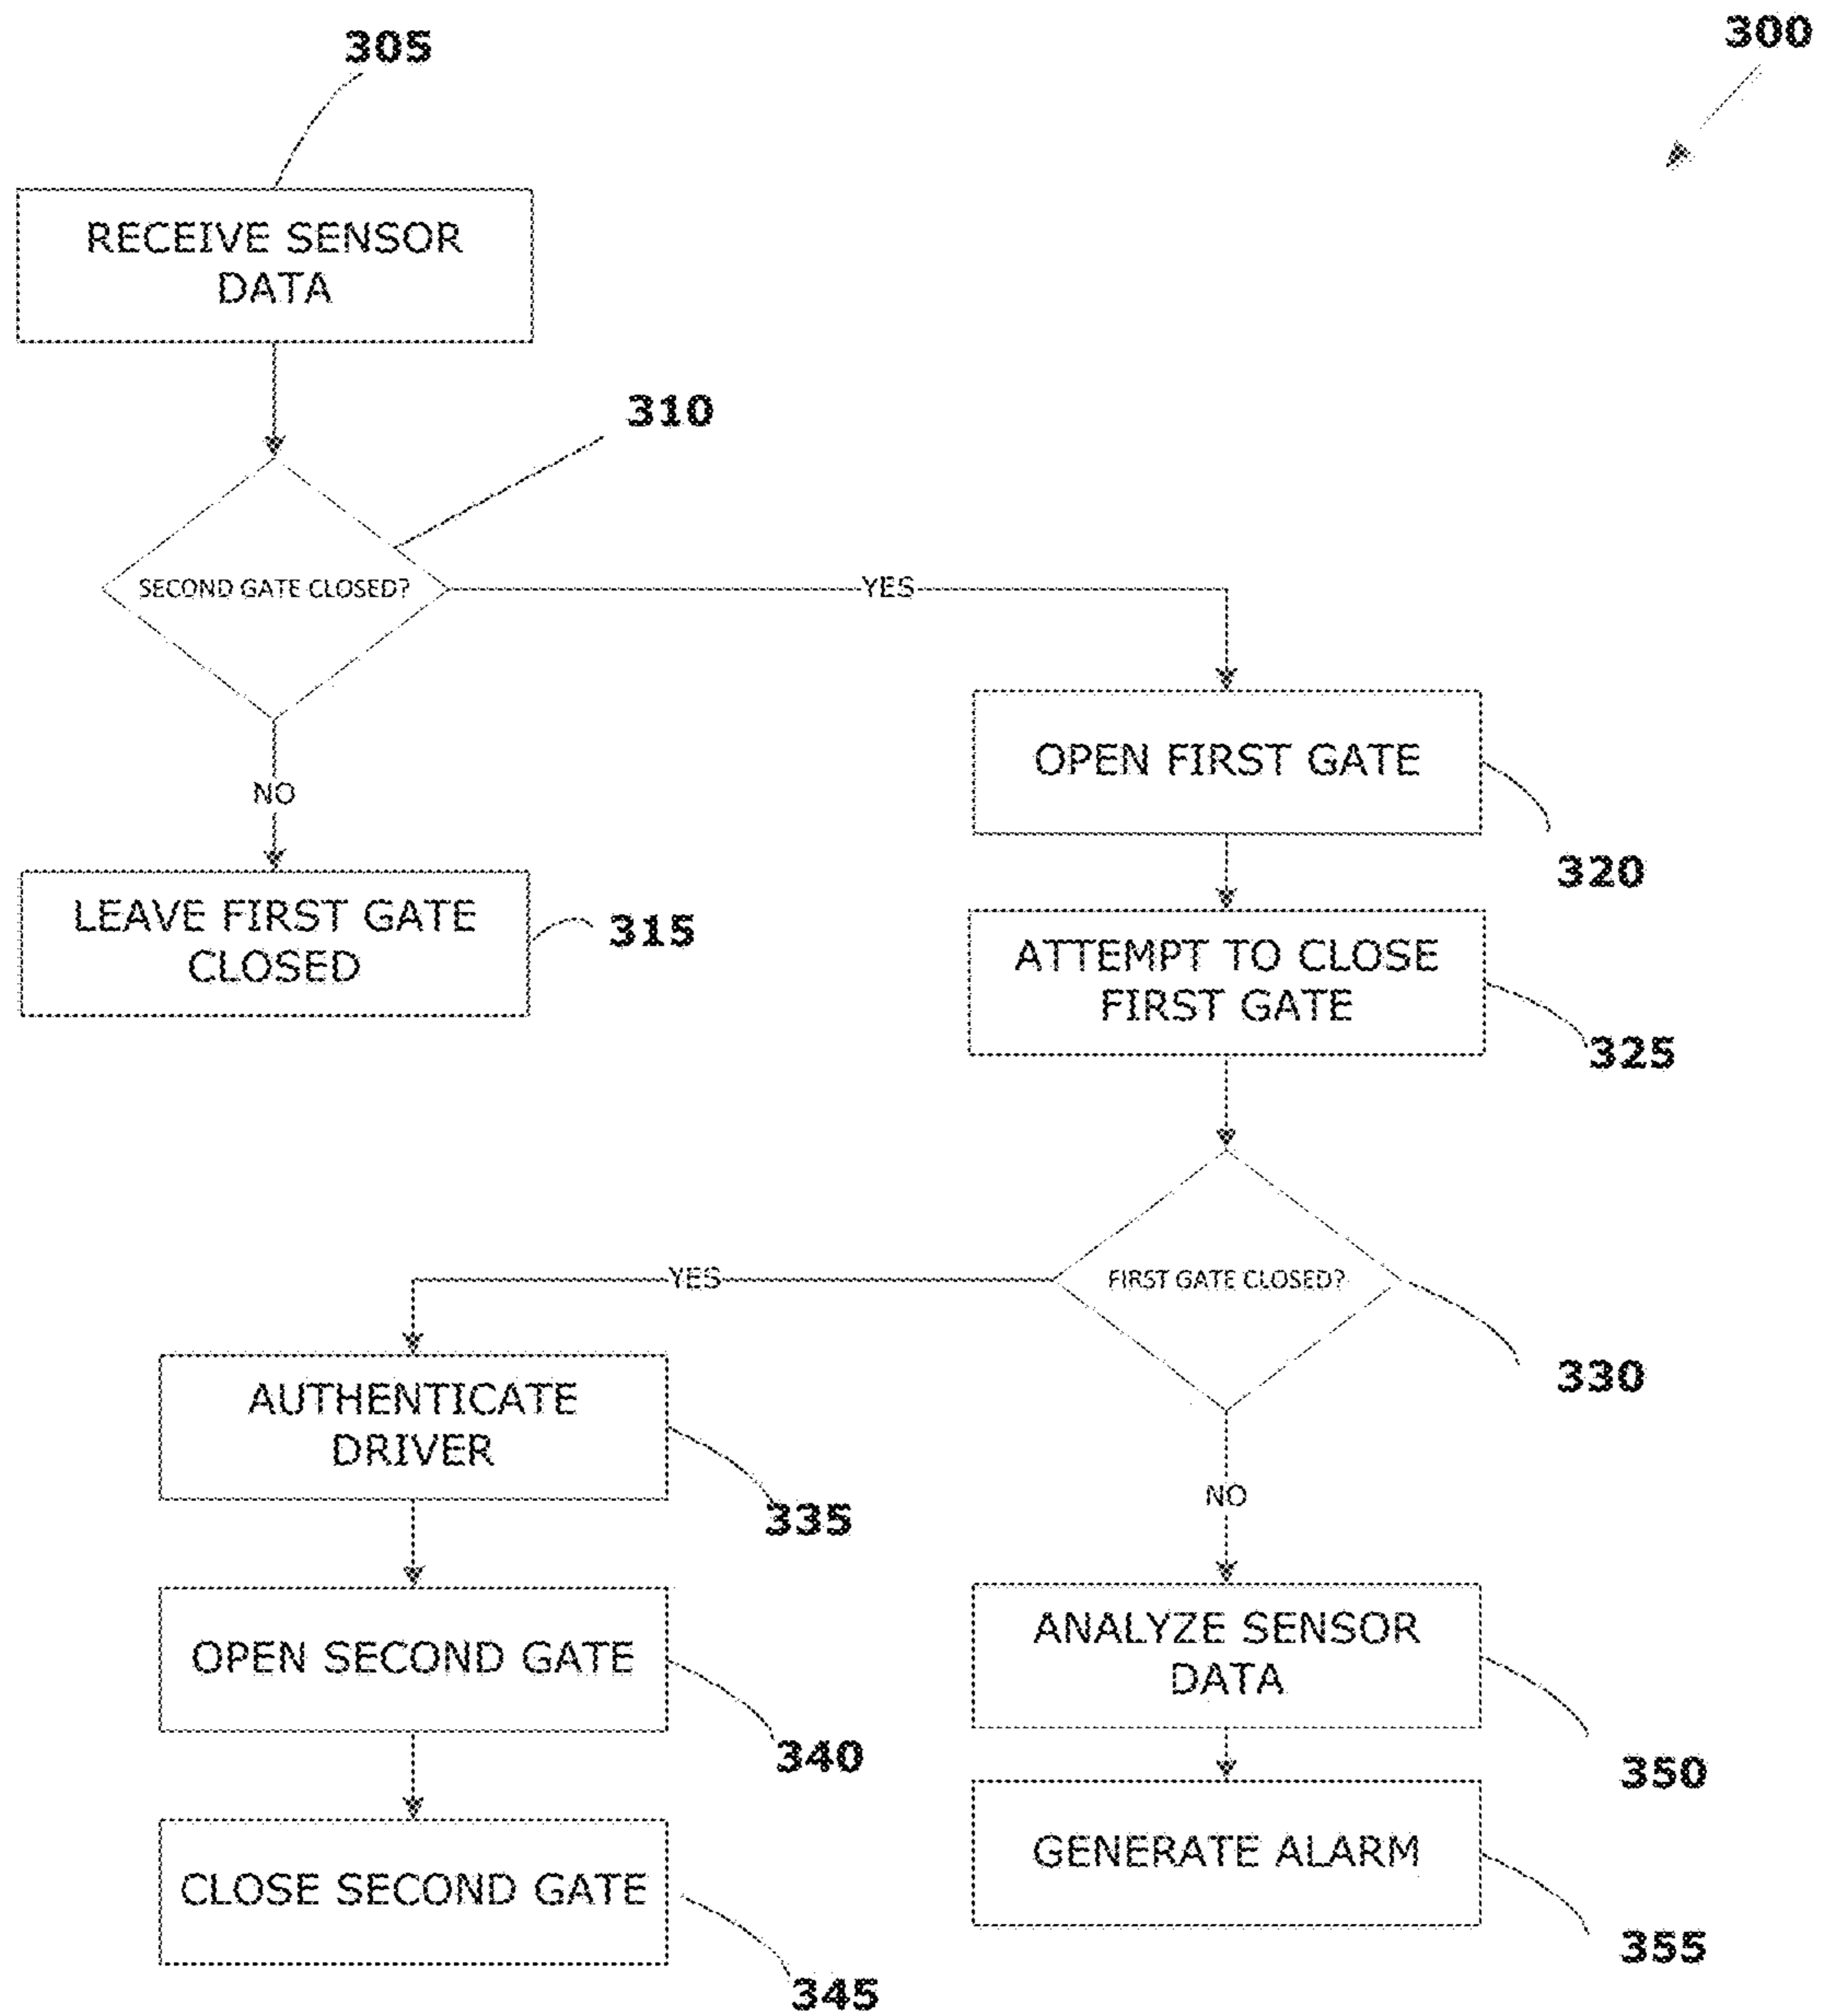 305
300
RECEIVE SENSOR
DATA
310
SECOND GATE CLOSED?
YES
OPEN FIRST GATE
320
NO
LEAVE FIRST GATE
CLOSED
315
ATTEMPT TO CLOSE
FIRST GATE
325
FIRST GATE CLOSED?
YES
330
AUTHENTICATE
DRIVER
335
NO
OPEN SECOND GATE
340
ANALYZE SENSOR
DATA
350
CLOSE SECOND GATE
345
GENERATE ALARM
355